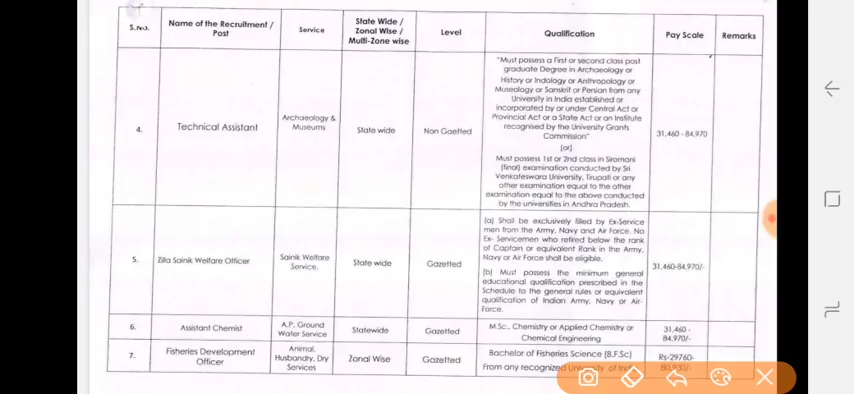 S.No.
Name of the Recruitment /
Post
Service
State Wide /
Zonal Wise /
Multi-Zone wise
Level
Qualification
Pay Scale
Remarks
4.
Technical Assistant
Archaeology &
Museums
State wide
Non Gaetted
"Must possess a First or second class post
graduate Degree in Archaeology or
History or Indology or Anthropology or
Museology or Sanskit or Persian from any
University in India established or
incorporated by or under Central Act or
Provincial Act or a State Act or an Institute
recognised by the University Grants
Commission"
(or)
Must possess 1st or 2nd class in Siromani
(final) examination conducted by Sri
Venkateswara University, Tirupati or any
other examination equal to the other
examination equal to the above conducted
by the universities in Andhra Pradesh.
31,460 - 84,970
5.
Zilla Sainik Welfare Officer
Sainik Welfare
Service.
State wide
Gazetted
(a) Shall be exclusively filled by Ex-Service
men from the Army, Navy and Air Force. No
Ex- Servicemen who retired below the rank
of Captain or equivalent Rank in the Army,
Navy or Air Force shall be eligible.
(b) Must possess the minimum general
educational qualification prescribed in the
Schedule to the general rules or equivalent
qualification of Indian Army, Navy or Air-
Force.
31,460-84,970/-
6.
Assistant Chemist
A.P. Ground
Water Service
Statewide
Gazetted
M.Sc., Chemistry or Applied Chemistry or
Chemical Engineering
31,460 -
84,970/-
7.
Fisheries Development
Officer
Animal,
Husbandry, Dry
Services
Zonal Wise
Gazetted
Bachelor of Fisheries Science (B.F.Sc)
From any recognized University of
Rs-29760-
80,930/-